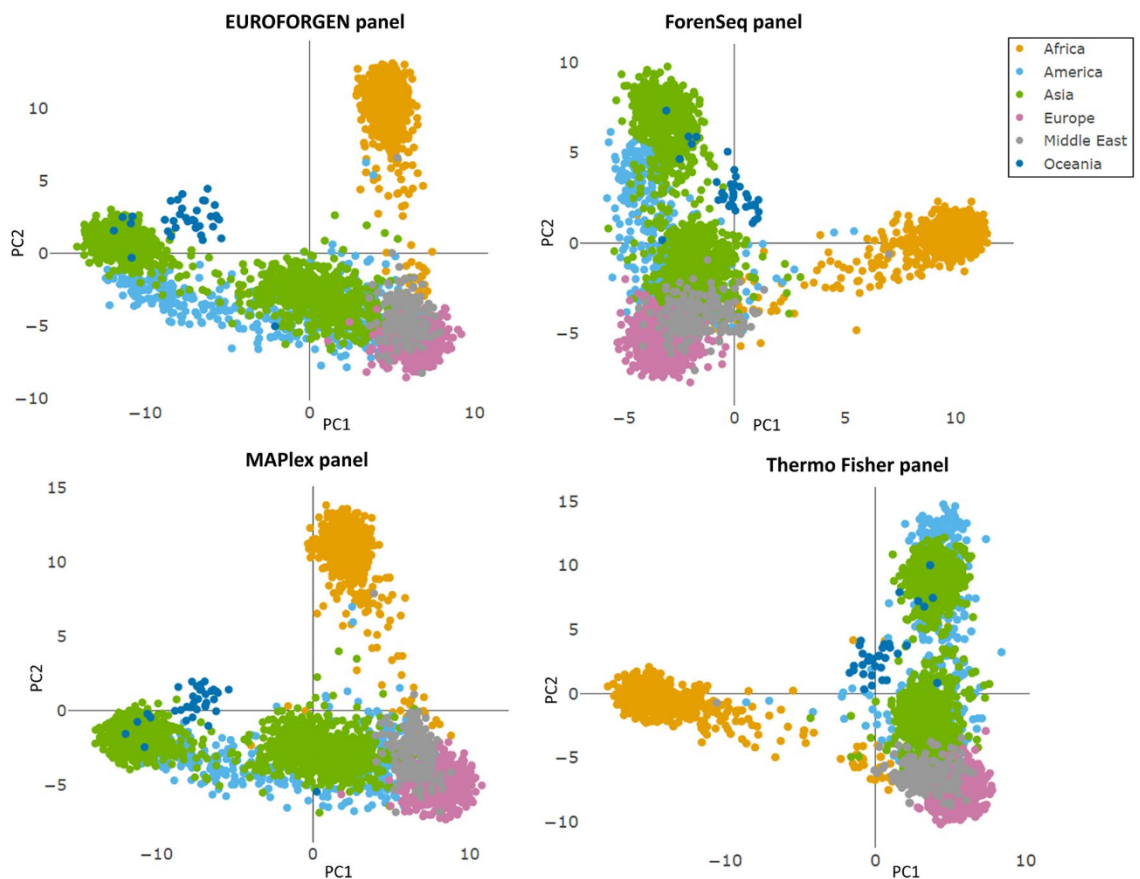 EUROFORGEN panel
ForenSeq panel
Africa
America
Asia
Europe
Middle East
Oceania
PC2
10
5
0
−5
−10
−10
0
10
PC1
PC2
10
5
0
−5
−5
0
5
10
PC1
MAPlex panel
Thermo Fisher panel
PC2
15
10
5
0
−5
−10
0
10
PC1
PC2
15
10
5
0
−5
−10
−10
0
10
PC1